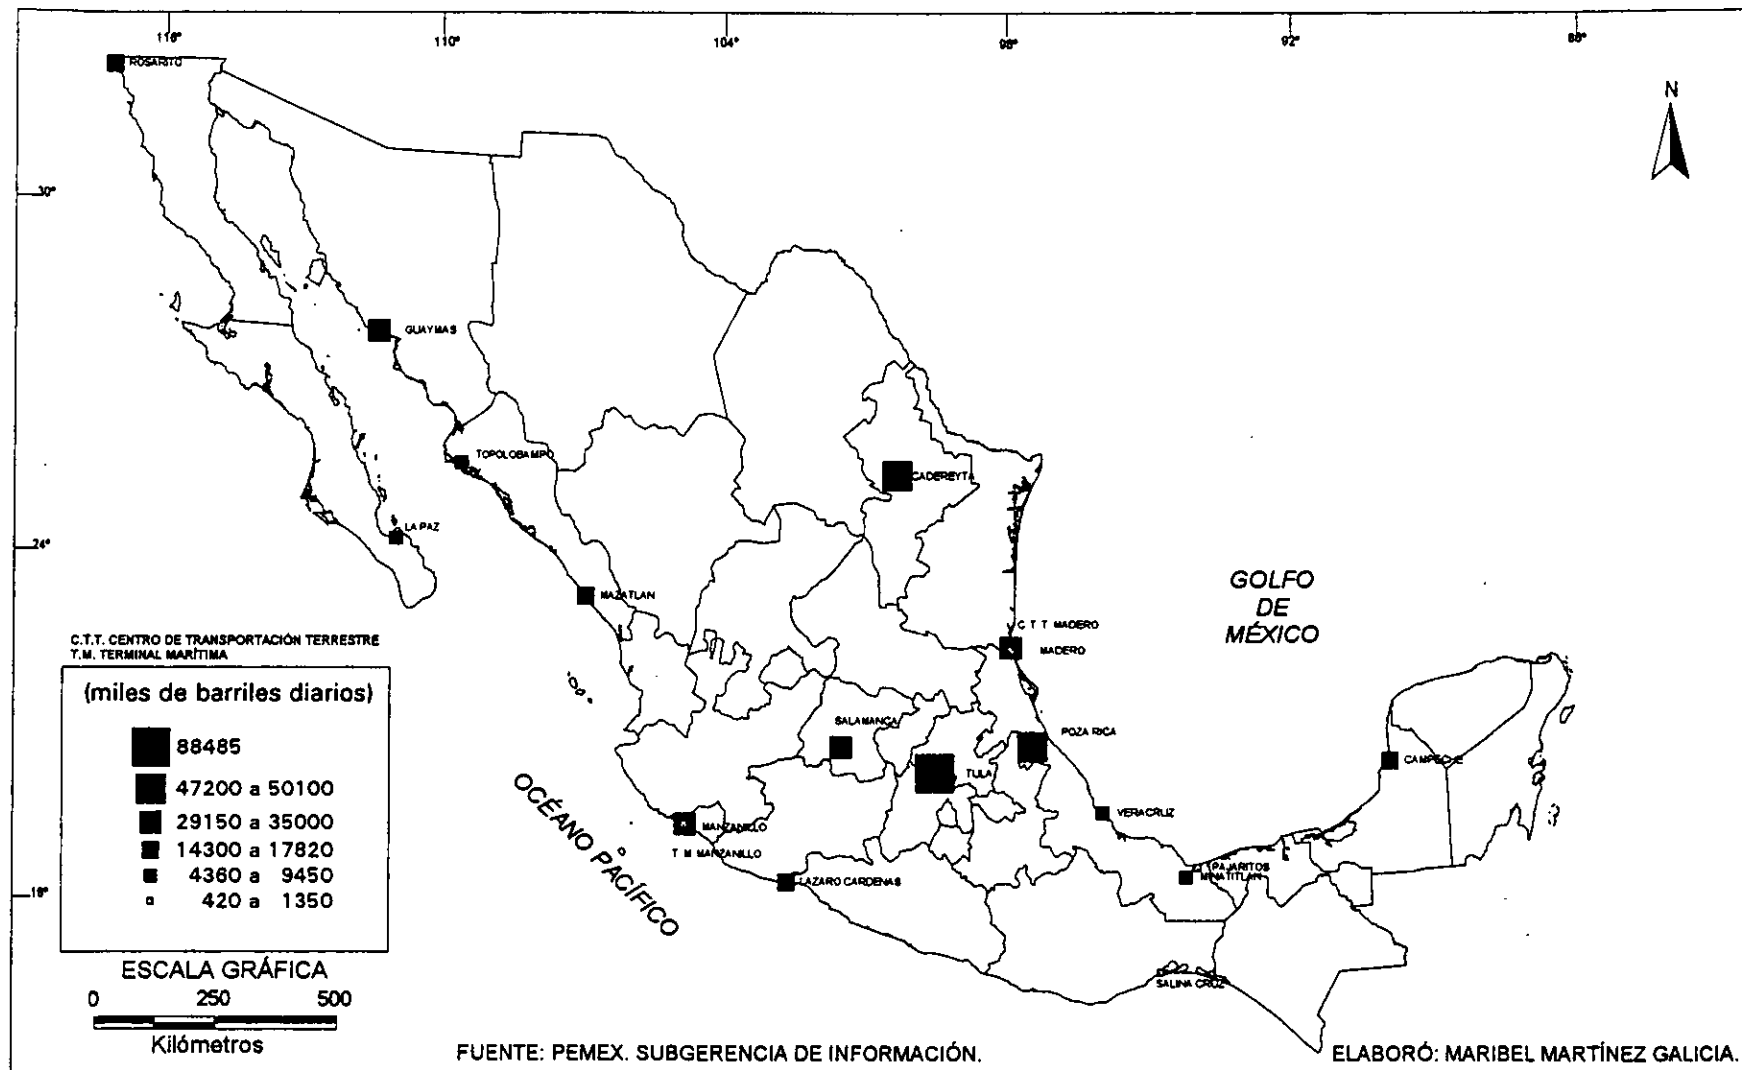 116° 110° 104° 98° 92° 86°
ROSARITO
N
30°
GUAYMAS
TOPOLOBAMPO
CADEREYTA
LA PAZ
24°
MAZATLAN
GOLFO
DE
MÉXICO
C T T MADERO
MADERO
C.T.T. CENTRO DE TRANSPORTACIÓN TERRESTRE
T.M. TERMINAL MARÍTIMA
(miles de barriles diarios)
88485
47200 a 50100
29150 a 35000
14300 a 17820
4360 a 9450
420 a 1350
SALAMANCA
POZA RICA
TULA
CAMPECHE
VERACRUZ
OCÉANO PACÍFICO
MANZANILLO
T M MANZANILLO
LAZARO CARDENAS
PAJARITOS
MINATITLAN
18°
SALINA CRUZ
ESCALA GRÁFICA
0 250 500
Kilómetros
FUENTE: PEMEX. SUBGERENCIA DE INFORMACIÓN.
ELABORÓ: MARIBEL MARTÍNEZ GALICIA.